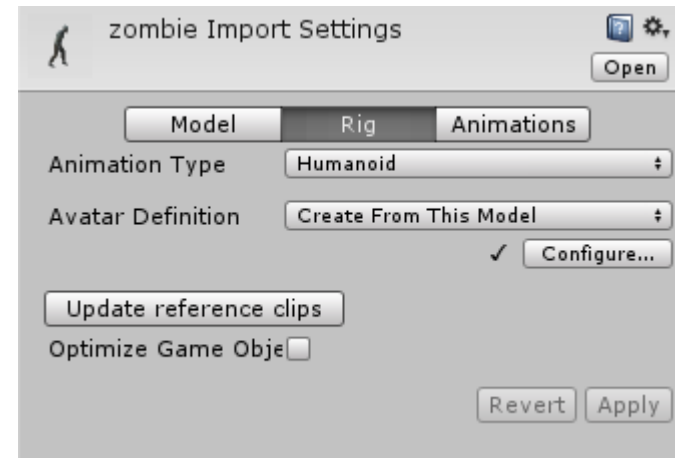 zombie Import Settings
Open
Model Rig Animations
Animation Type Humanoid
Avatar Definition Create From This Model
✓ Configure...
Update reference clips
Optimize Game Obje
Revert Apply